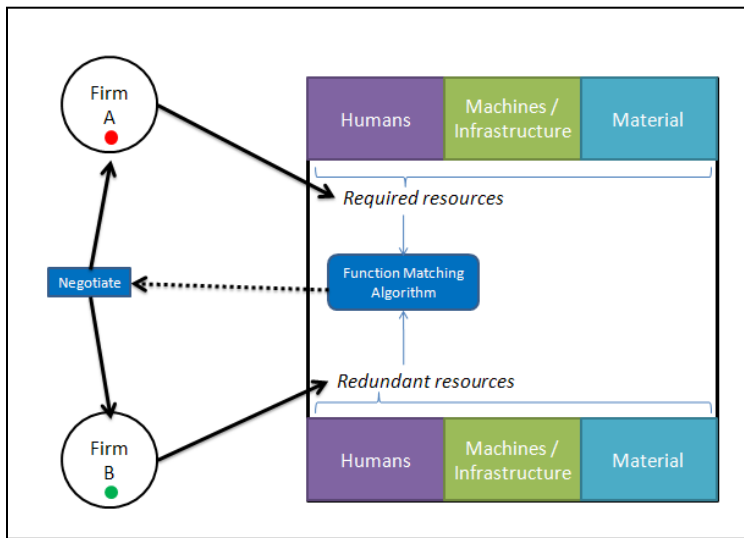 Firm
A
Humans
Machines /
Infrastructure
Material
Required resources
Negotiate
Function Matching
Algorithm
Redundant resources
Firm
B
Humans
Machines /
Infrastructure
Material